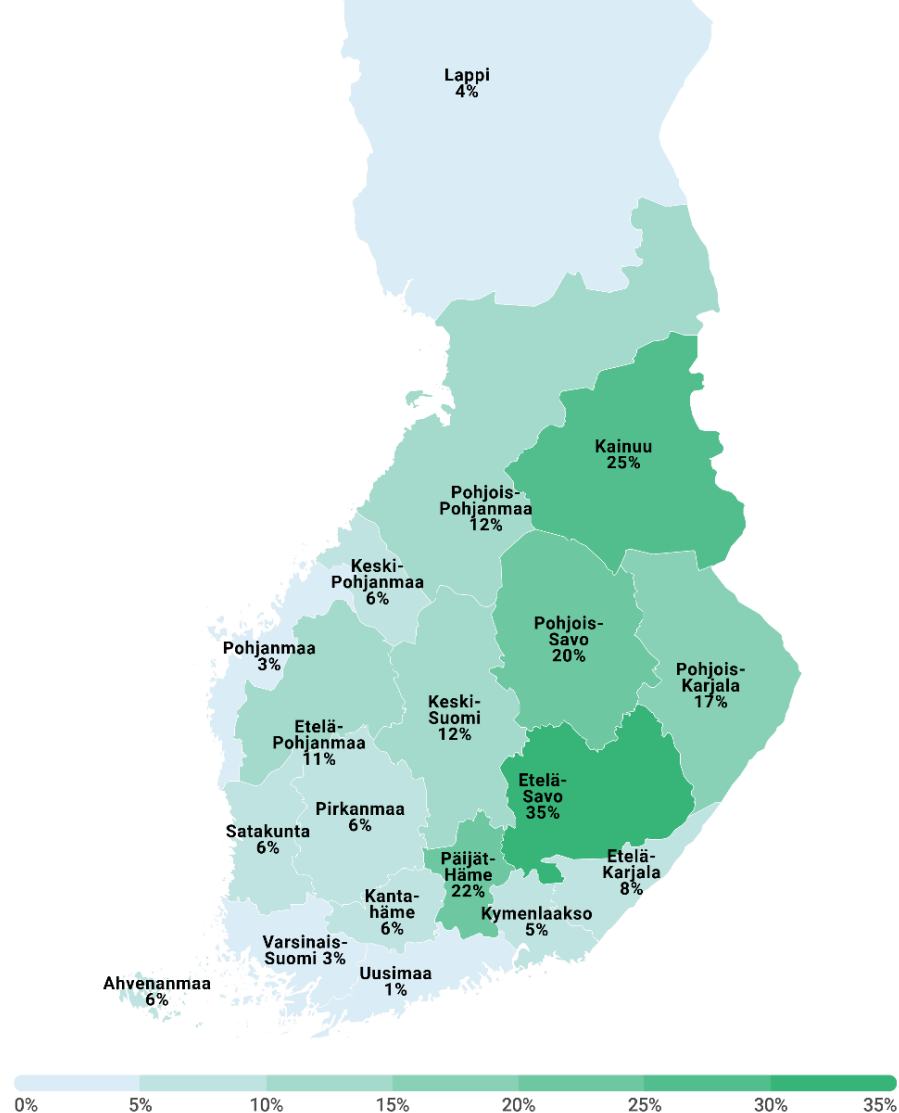 Lappi
4%
Kainuu
25%
Pohjois-
Pohjanmaa
12%
Keski-
Pohjanmaa
6%
Pohjois-
Savo
20%
Pohjanmaa
3%
Pohjois-
Karjala
17%
Keski-
Suomi
12%
Etelä-
Pohjanmaa
11%
Etelä-
Savo
35%
Pirkanmaa
6%
Satakunta
6%
Päijät-
Häme
22%
Etelä-
Karjala
8%
Kanta-
häme
6%
Kymenlaakso
5%
Varsinais-
Suomi 3%
Uusimaa
1%
Ahvenanmaa
6%
0% 5% 10% 15% 20% 25% 30% 35%